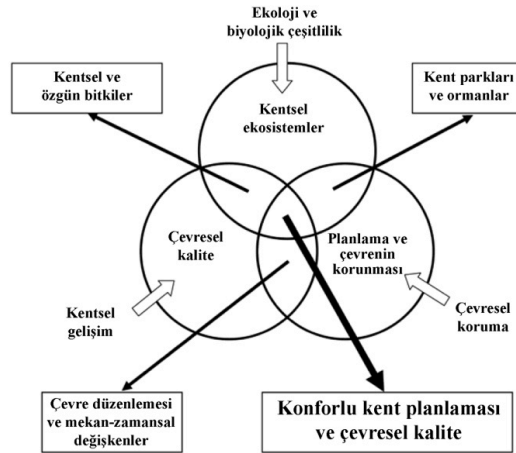 Ekoloji ve
biyolojik çeşitlilik
Kentsel ve
özgün bitkiler
Kent parkları
ve ormanlar
Kentsel
ekosistemler
Çevresel
kalite
Planlama ve
çevrenin
korunması
Kentsel
gelişim
Çevresel
koruma
Çevre düzenlemesi
ve mekan-zamansal
değişkenler
Konforlu kent planlaması
ve çevresel kalite